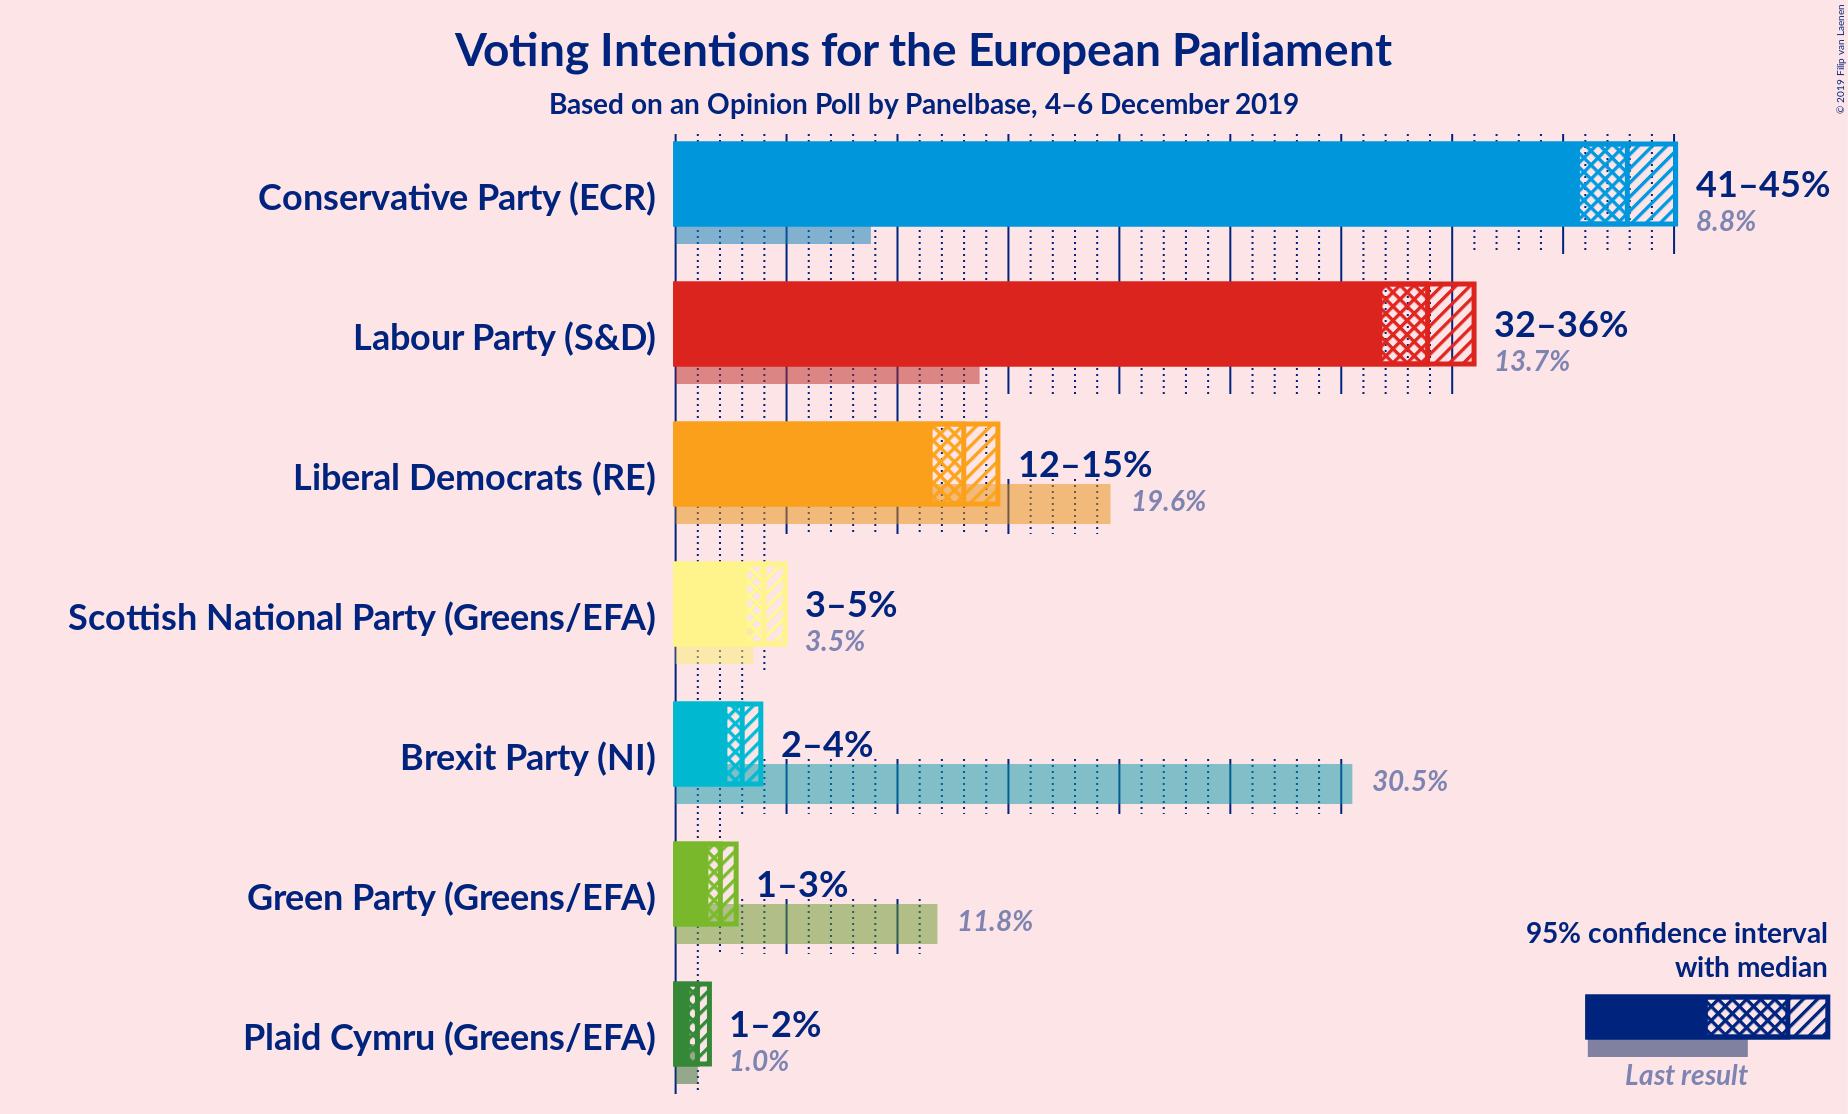 Voting Intentions for the European Parliament
Based on an Opinion Poll by Panelbase, 4–6 December 2019
© 2019 Filip van Laenen
Conservative Party (ECR)
41–45%
8.8%
Labour Party (S&D)
32–36%
13.7%
Liberal Democrats (RE)
12–15%
19.6%
Scottish National Party (Greens/EFA)
3–5%
3.5%
Brexit Party (NI)
2–4%
30.5%
Green Party (Greens/EFA)
1–3%
11.8%
Plaid Cymru (Greens/EFA)
1–2%
1.0%
95% confidence interval
with median
Last result